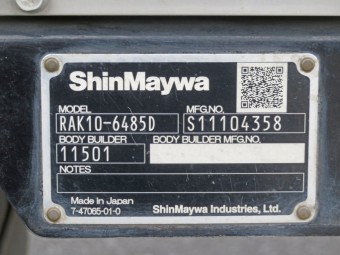 ShinMaywa
MODEL MFG.NO.
RAK10-6485D S11104358
BODY BUILDER BODY BUILDER MFG.NO.
11501
NOTES
Made in Japan
7-47065-01-0 ShinMaywa Industries, Ltd.